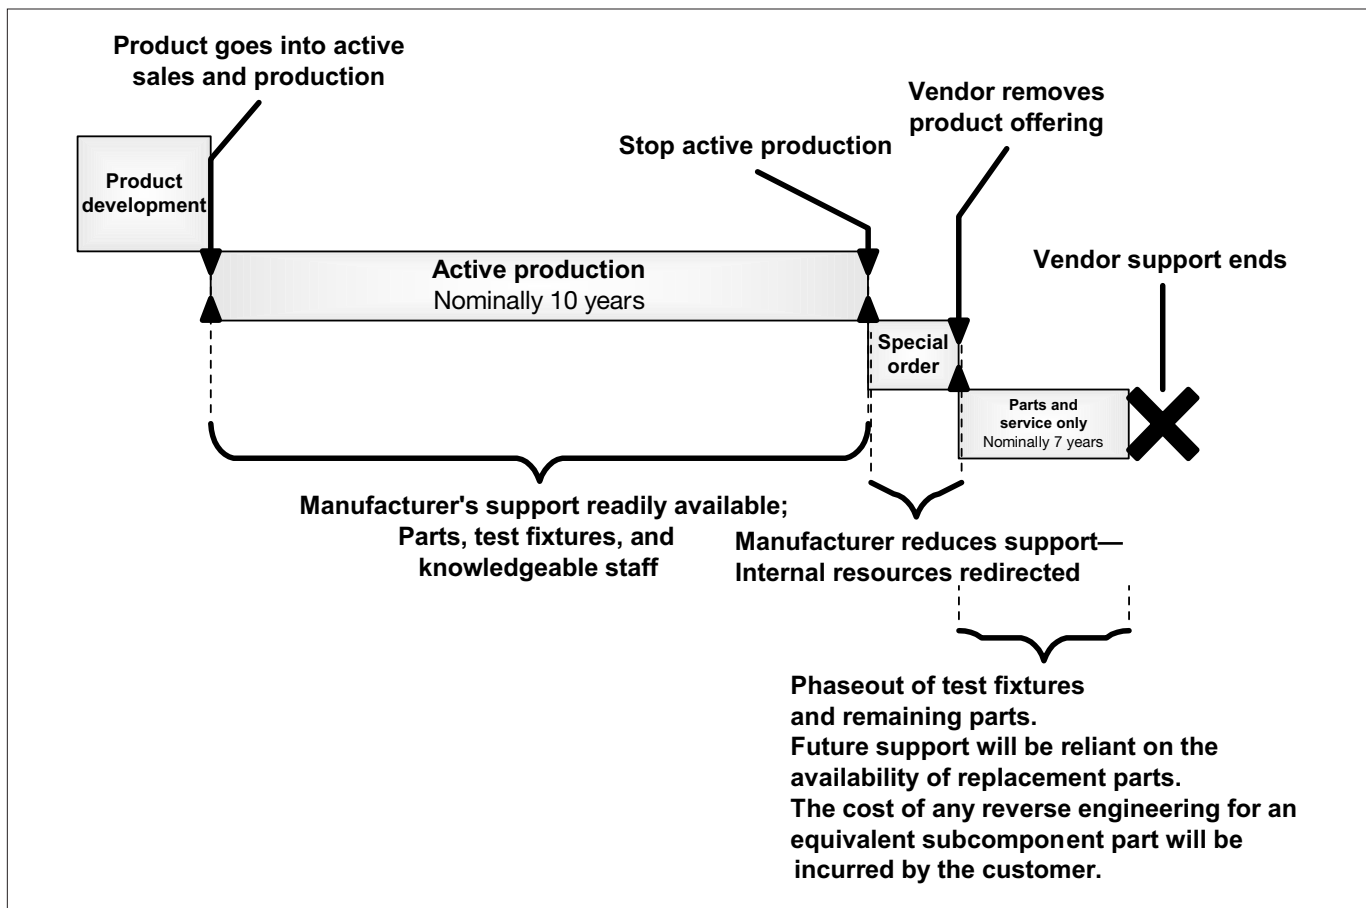 Product goes into active
sales and production
Vendor removes
product offering
Stop active production
Product
development
Vendor support ends
Active production
Nominally 10 years
Special
order
Parts and
service only
Nominally 7 years
Manufacturer's support readily available;
Parts, test fixtures, and
knowledgeable staff
Manufacturer reduces support—
Internal resources redirected
Phaseout of test fixtures
and remaining parts.
Future support will be reliant on the
availability of replacement parts.
The cost of any reverse engineering for an
equivalent subcomponent part will be
incurred by the customer.